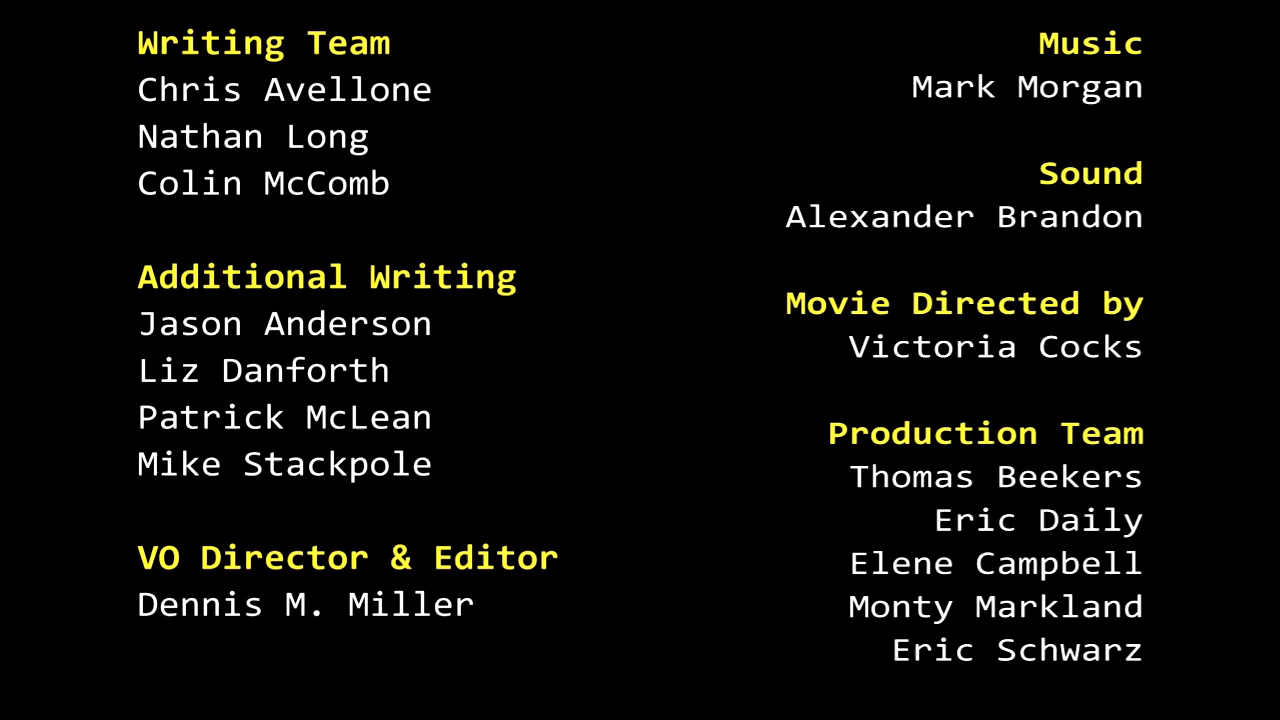 Writing Team
Chris Avellone
Nathan Long
Colin McComb
Additional Writing
Jason Anderson
Liz Danforth
Patrick McLean
Mike Stackpole
VO Director & Editor
Dennis M. Miller
Music
Mark Morgan
Sound
Alexander Brandon
Movie Directed by
Victoria Cocks
Production Team
Thomas Beekers
Eric Daily
Elene Campbell
Monty Markland
Eric Schwarz